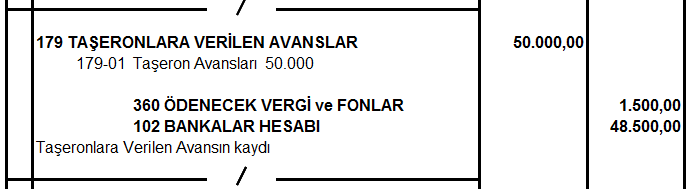 /
179 TAŞERONLARA VERİLEN AVANSLAR 50.000,00
179-01 Taşeron Avansları 50.000
360 ÖDENECEK VERGİ ve FONLAR 1.500,00
102 BANKALAR HESABI 48.500,00
Taşeronlara Verilen Avansın kaydı
/